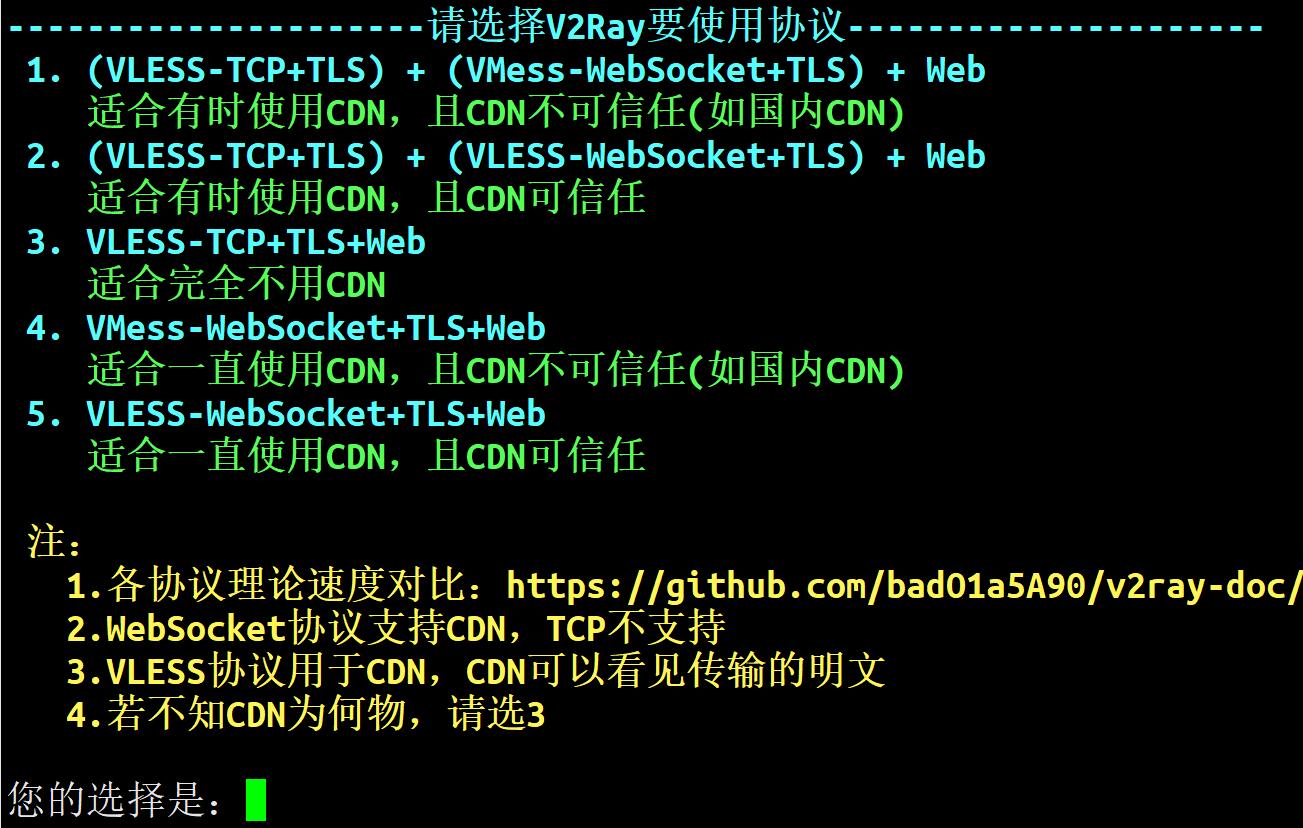 ---------------------请选择V2Ray要使用协议---------------------
1. (VLESS-TCP+TLS) + (VMess-WebSocket+TLS) + Web
适合有时使用CDN，且CDN不可信任(如国内CDN)
2. (VLESS-TCP+TLS) + (VLESS-WebSocket+TLS) + Web
适合有时使用CDN，且CDN可信任
3. VLESS-TCP+TLS+Web
适合完全不用CDN
4. VMess-WebSocket+TLS+Web
适合一直使用CDN，且CDN不可信任(如国内CDN)
5. VLESS-WebSocket+TLS+Web
适合一直使用CDN，且CDN可信任
注：
1.各协议理论速度对比：https://github.com/badO1a5A90/v2ray-doc/
2.WebSocket协议支持CDN，TCP不支持
3.VLESS协议用于CDN，CDN可以看见传输的明文
4.若不知CDN为何物，请选3
您的选择是：